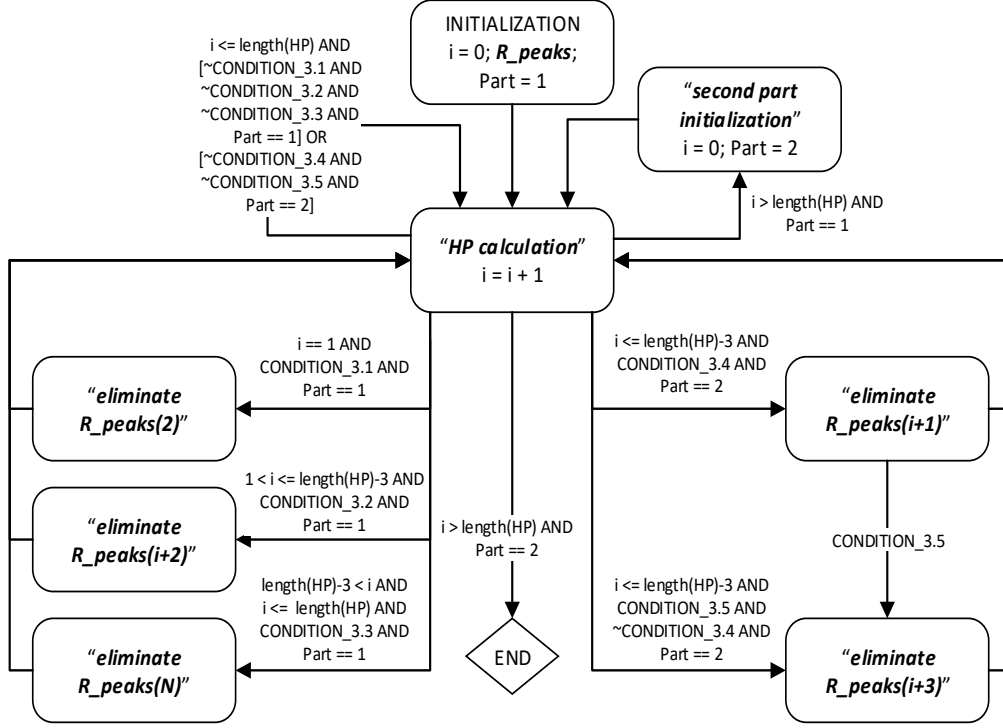 INITIALIZATION
i = 0; R_peaks;
Part = 1
i <= length(HP) AND
[~CONDITION_3.1 AND
~CONDITION_3.2 AND
~CONDITION_3.3 AND
Part == 1] OR
[~CONDITION_3.4 AND
~CONDITION_3.5 AND
Part == 2]
“second part
initialization”
i = 0; Part = 2
i > length(HP) AND
Part == 1
“HP calculation”
i = i + 1
i == 1 AND
CONDITION_3.1 AND
Part == 1
“eliminate
R_peaks(2)”
1 < i <= length(HP)-3 AND
CONDITION_3.2 AND
Part == 1
“eliminate
R_peaks(i+2)”
length(HP)-3 < i AND
i <= length(HP) AND
CONDITION_3.3 AND
Part == 1
“eliminate
R_peaks(N)”
i > length(HP) AND
Part == 2
END
i <= length(HP)-3 AND
CONDITION_3.4 AND
Part == 2
“eliminate
R_peaks(i+1)”
CONDITION_3.5
i <= length(HP)-3 AND
CONDITION_3.5 AND
~CONDITION_3.4 AND
Part == 2
“eliminate
R_peaks(i+3)”